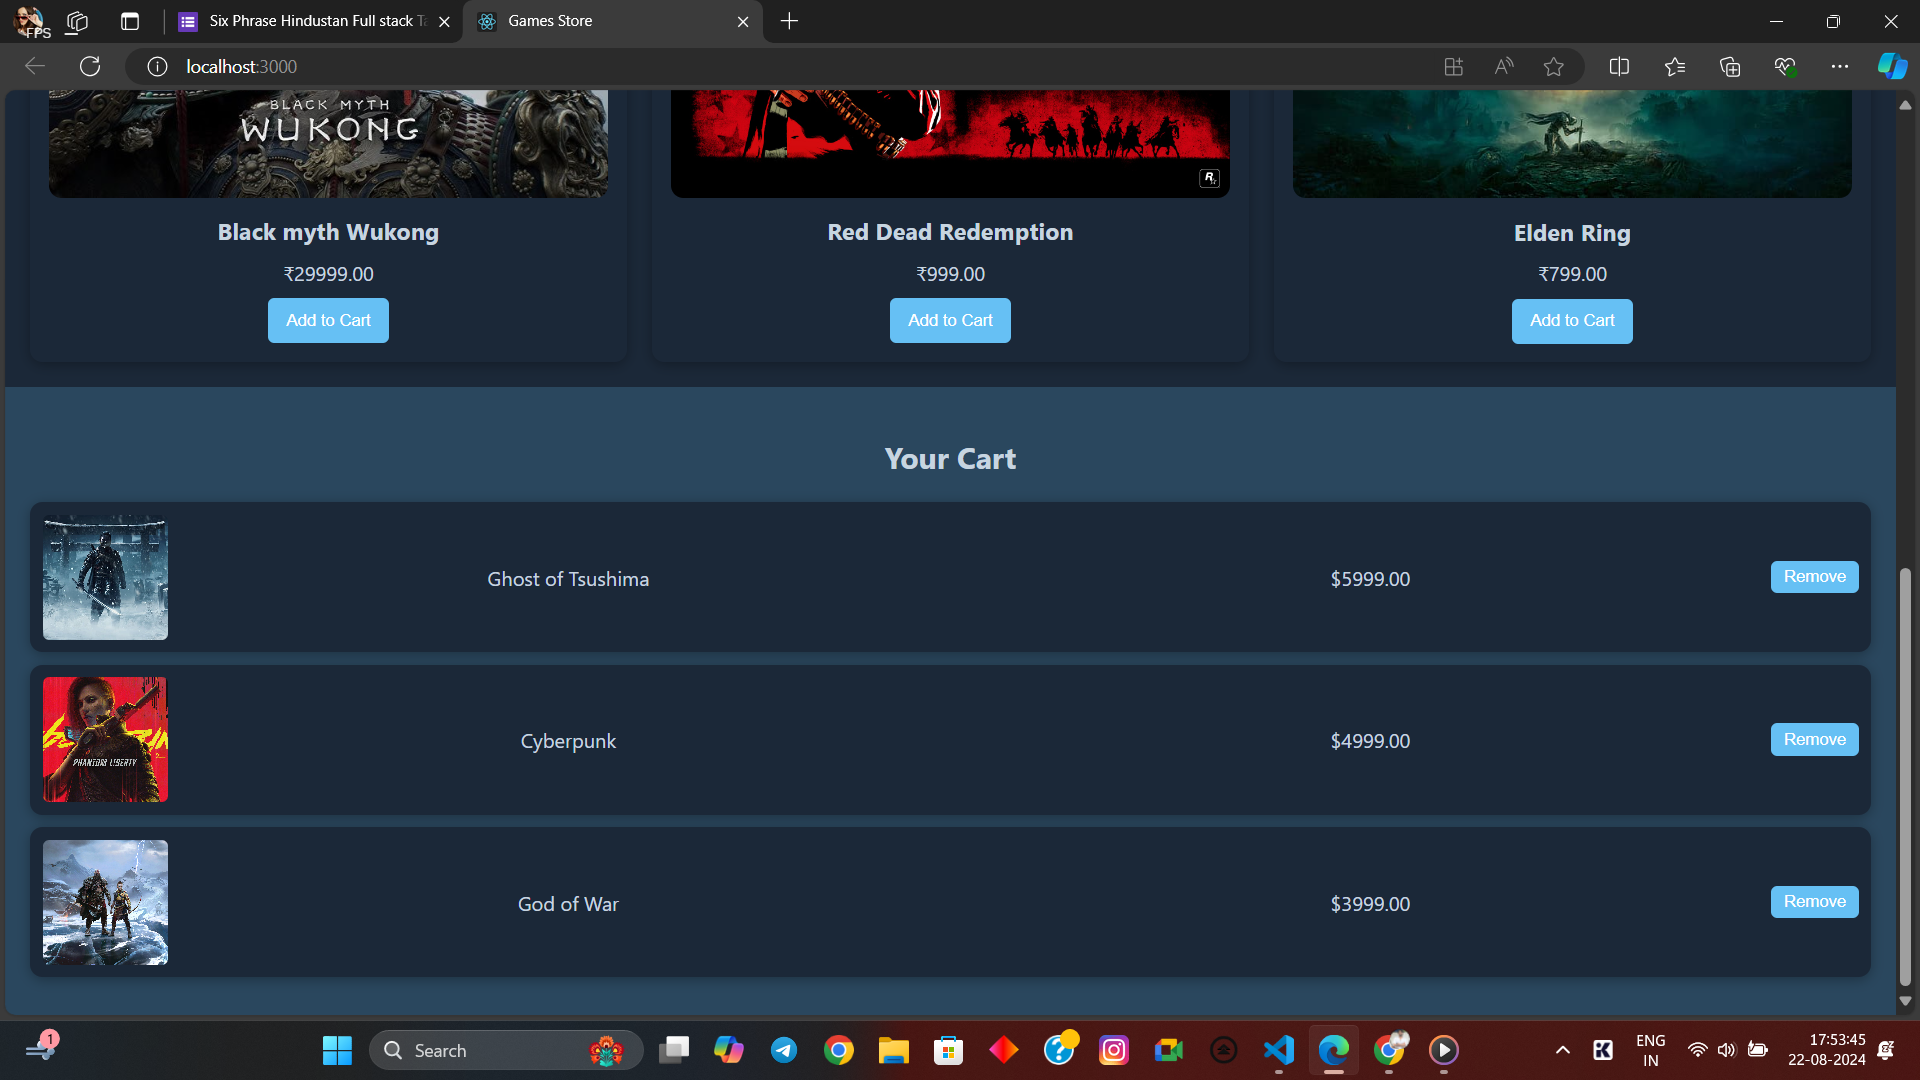 FPS
Six Phrase Hindustan Full stack Ta
Games Store
localhost:3000
BLACK MYTH
WUKONG
R
Black myth Wukong
₹29999.00
Add to Cart
Red Dead Redemption
₹999.00
Add to Cart
Elden Ring
₹799.00
Add to Cart
Your Cart
Ghost of Tsushima
$5999.00
Remove
PHANTOM LIBERTY
Cyberpunk
$4999.00
Remove
God of War
$3999.00
Remove
1
Search
ENG
IN
17:53:45
22-08-2024